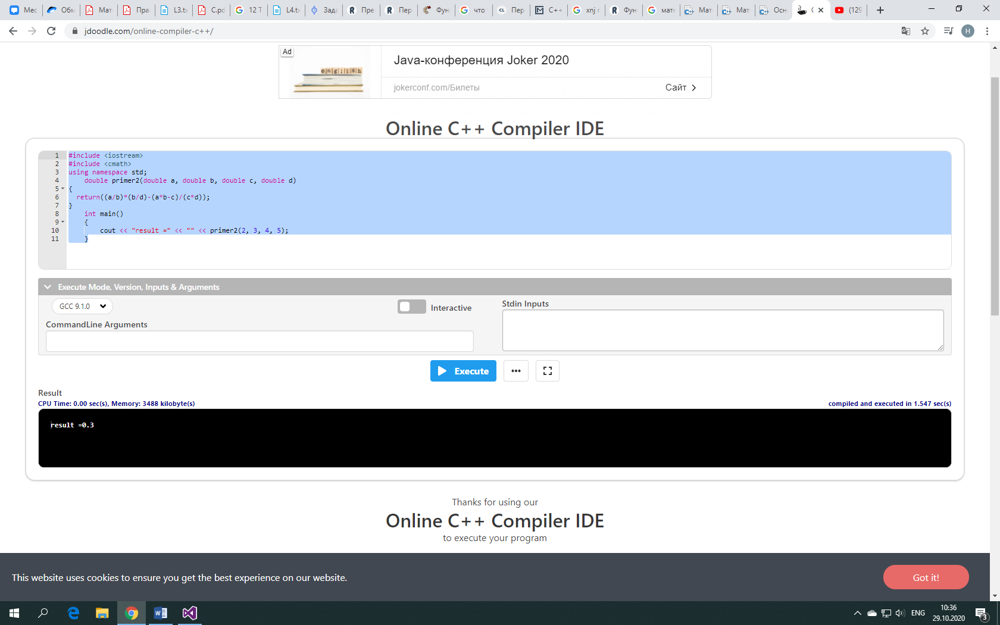 Мес Обм Мат Пра L3.tx C.pd 12 Т L4.tx Зада Пре Пер Фун что Пер C++ xnj r Фун мате Мат Мат Осн (129
jdoodle.com/online-compiler-c++/
H
Ad
english
Java-конференция Joker 2020
jokerconf.com/Билеты
Сайт
Online C++ Compiler IDE
1 #include <iostream>
2 #include <cmath>
3 using namespace std;
4 double primer2(double a, double b, double c, double d)
5 {
6 return((a/b)*(b/d)-(a*b-c)/(c*d));
7 }
8 int main()
9 {
10 cout << "result =" << "" << primer2(2, 3, 4, 5);
11 }
Execute Mode, Version, Inputs & Arguments
GCC 9.1.0
Interactive
Stdin Inputs
CommandLine Arguments
Execute
Result
CPU Time: 0.00 sec(s), Memory: 3488 kilobyte(s)
compiled and executed in 1.547 sec(s)
result =0.3
Thanks for using our
Online C++ Compiler IDE
to execute your program
This website uses cookies to ensure you get the best experience on our website.
Got it!
ENG
10:36
29.10.2020
3